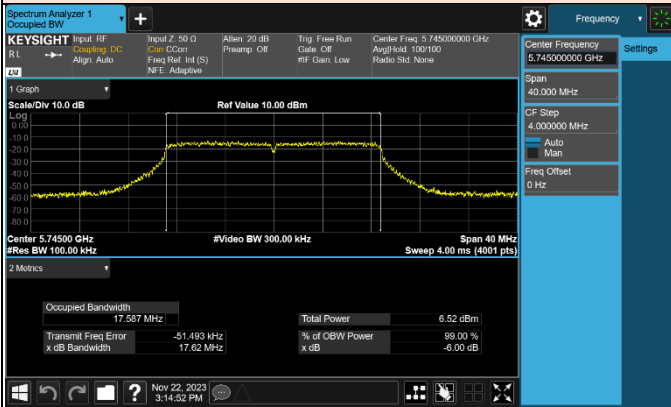 Spectrum Analyzer 1
Occupied BW
+
Frequency
KEYSIGHT
R L
LXI
Input: RF
Coupling: DC
Align: Auto
Input Z: 50 Ω
Corr CCorr
Freq Ref: Int (S)
NFE: Adaptive
Atten: 20 dB
Preamp: Off
Trig: Free Run
Gate: Off
#IF Gain: Low
Center Freq: 5.745000000 GHz
Avg|Hold: 100/100
Radio Std: None
Center Frequency
5.745000000 GHz
Settings
Span
40.000 MHz
CF Step
4.000000 MHz
Auto
Man
Freq Offset
0 Hz
1 Graph
Scale/Div 10.0 dB
Ref Value 10.00 dBm
Log
0.00
-10.0
-20.0
-30.0
-40.0
-50.0
-60.0
-70.0
-80.0
Center 5.74500 GHz
#Video BW 300.00 kHz
Span 40 MHz
#Res BW 100.00 kHz
Sweep 4.00 ms (4001 pts)
2 Metrics
Occupied Bandwidth
17.587 MHz
Total Power 6.52 dBm
Transmit Freq Error -51.493 kHz
% of OBW Power 99.00 %
x dB Bandwidth 17.62 MHz
x dB -6.00 dB
?
Nov 22, 2023
3:14:52 PM